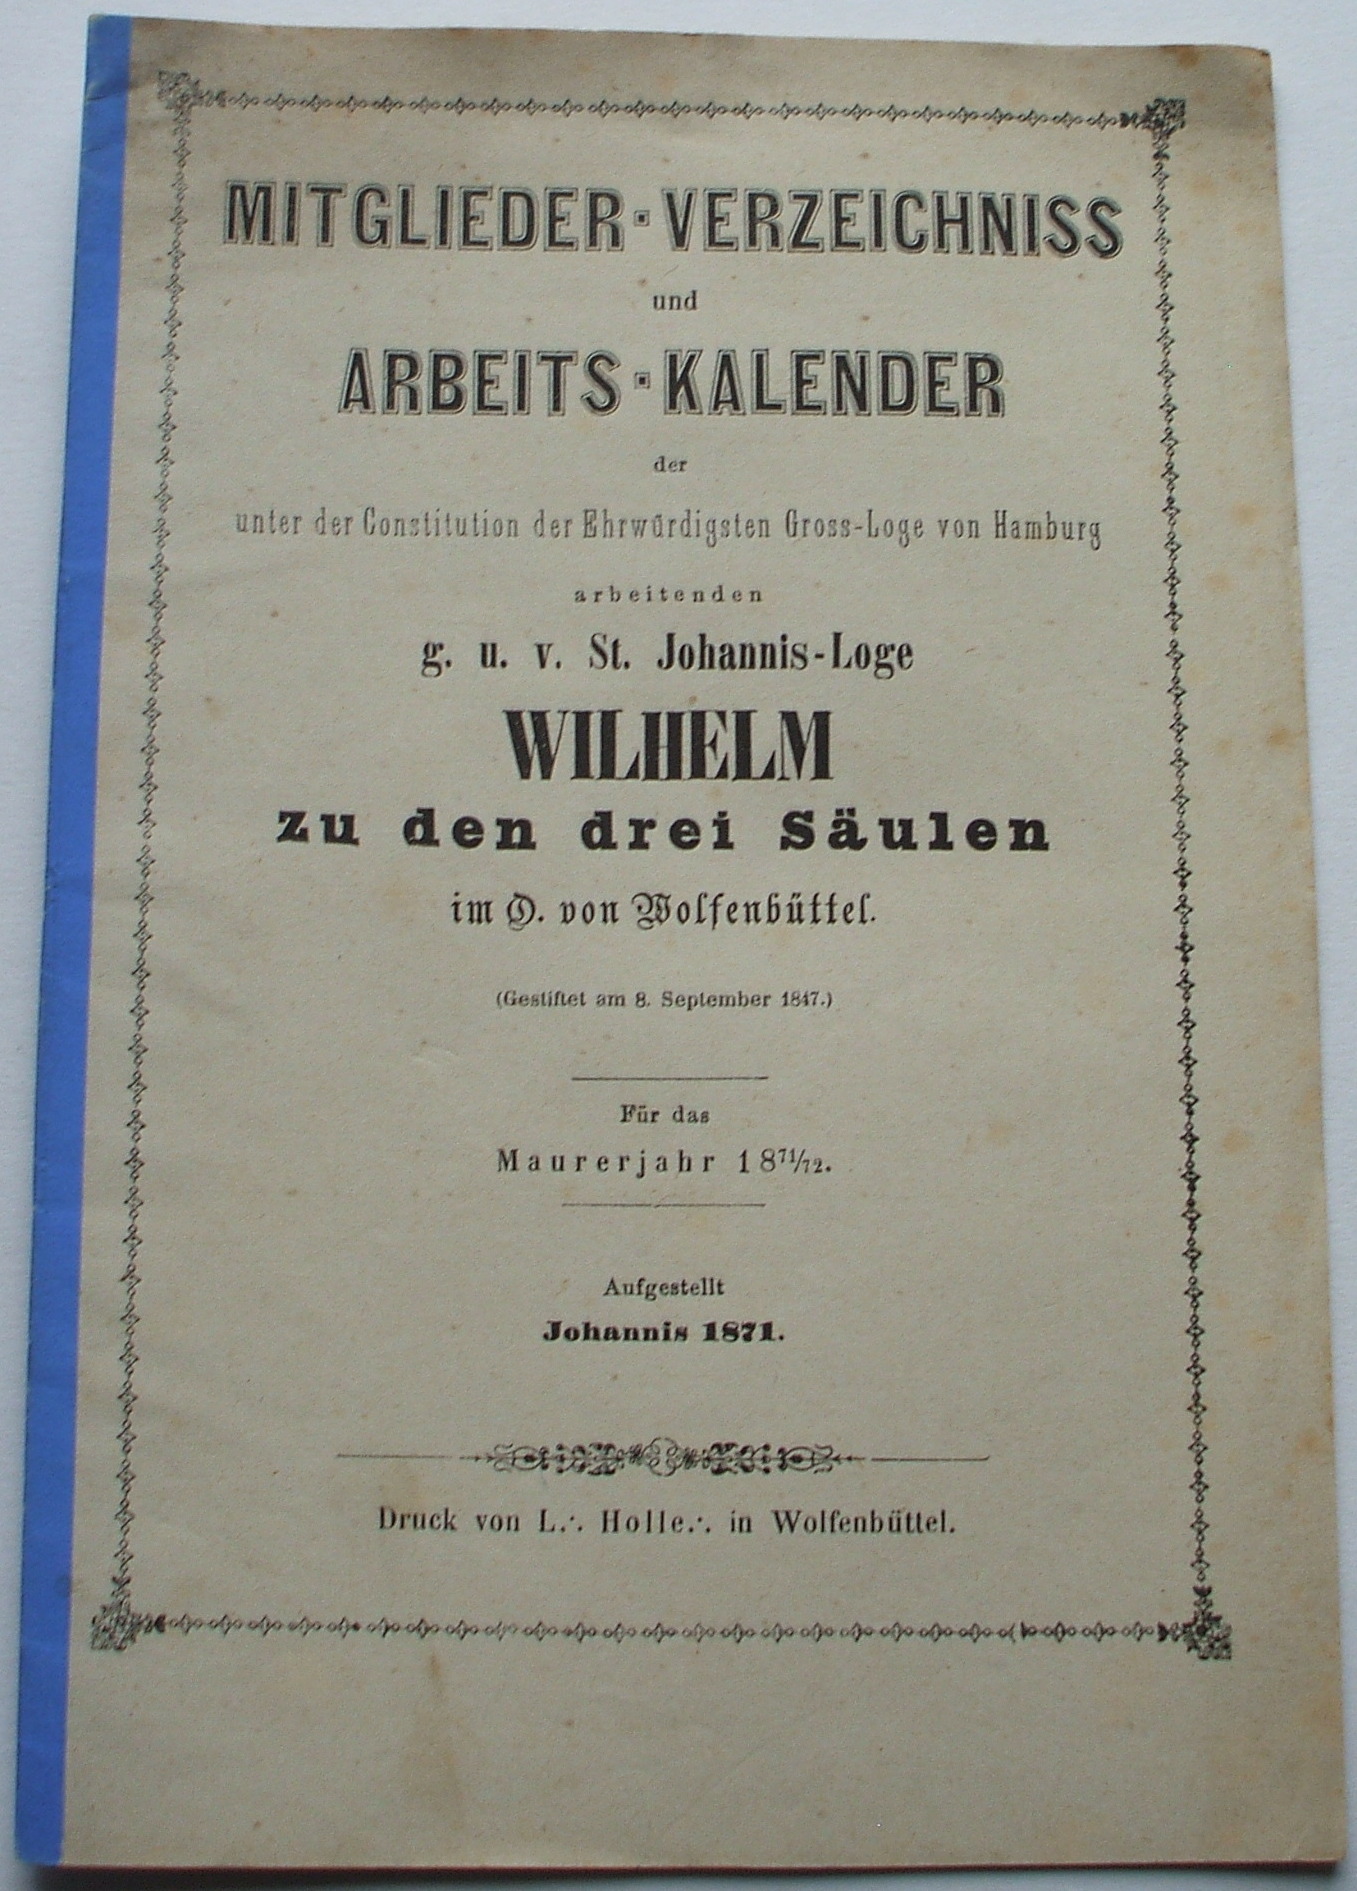 MITGLIEDER-VERZEICHNISS
und
ARBEITS-KALENDER
der
unter der Constitution der Ehrwürdigsten Gross-Loge von Hamburg
arbeitenden
g. u. v. St. Johannis-Loge
WILHELM
zu den drei Säulen
im O. von Wolfenbüttel.
(Gestiftet am 8. September 1847.)
Für das
Maurerjahr 1871/72.
Aufgestellt
Johannis 1871.
Druck von L.·. Holle.·. in Wolfenbüttel.